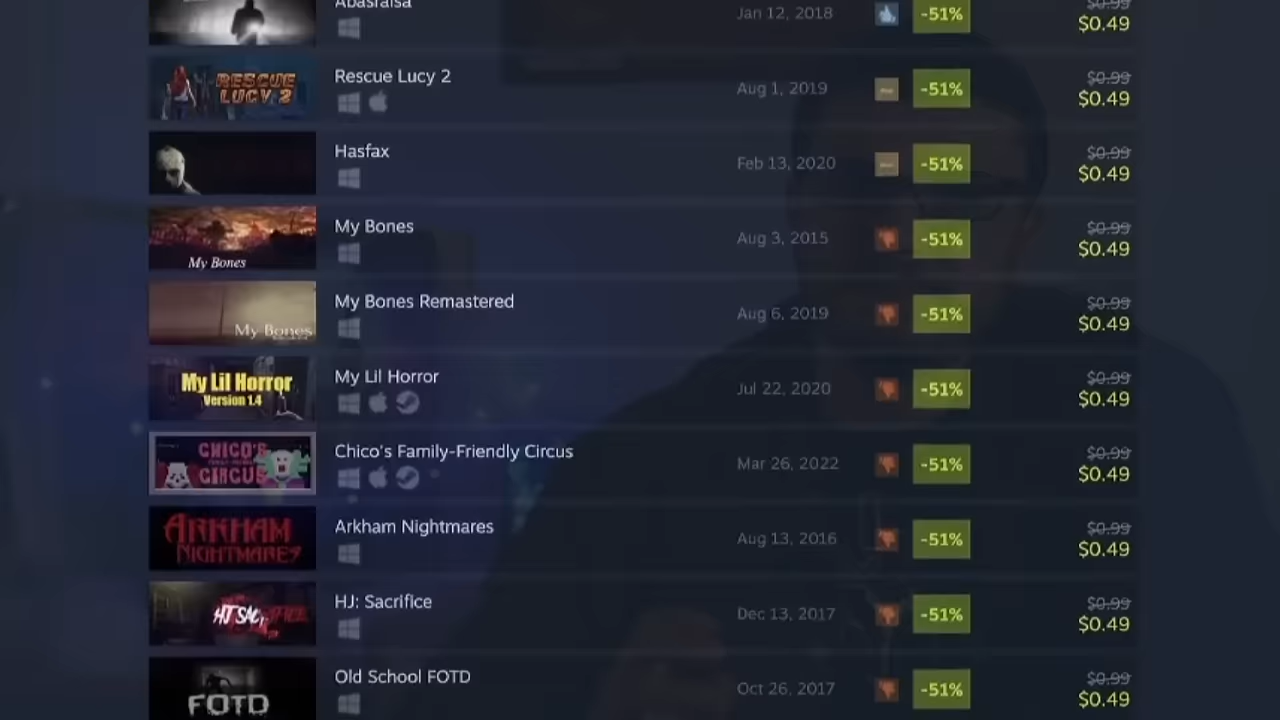 Abasralsa
Jan 12, 2018
-51%
$0.99
$0.49
RESCUE
LUCY 2
Rescue Lucy 2
Aug 1, 2019
-51%
$0.99
$0.49
Hasfax
Feb 13, 2020
-51%
$0.99
$0.49
My Bones
My Bones
Aug 3, 2015
-51%
$0.99
$0.49
My Bones
My Bones Remastered
Aug 6, 2019
-51%
$0.99
$0.49
My Lil Horror
Version 1.4
My Lil Horror
Jul 22, 2020
-51%
$0.99
$0.49
CHICO'S
CIRCUS
Chico's Family-Friendly Circus
Mar 26, 2022
-51%
$0.99
$0.49
ARKHAM
NIGHTMARES
Arkham Nightmares
Aug 13, 2016
-51%
$0.99
$0.49
HJ: Sacrifice
Dec 13, 2017
-51%
$0.99
$0.49
FOTD
Old School FOTD
Oct 26, 2017
-51%
$0.99
$0.49